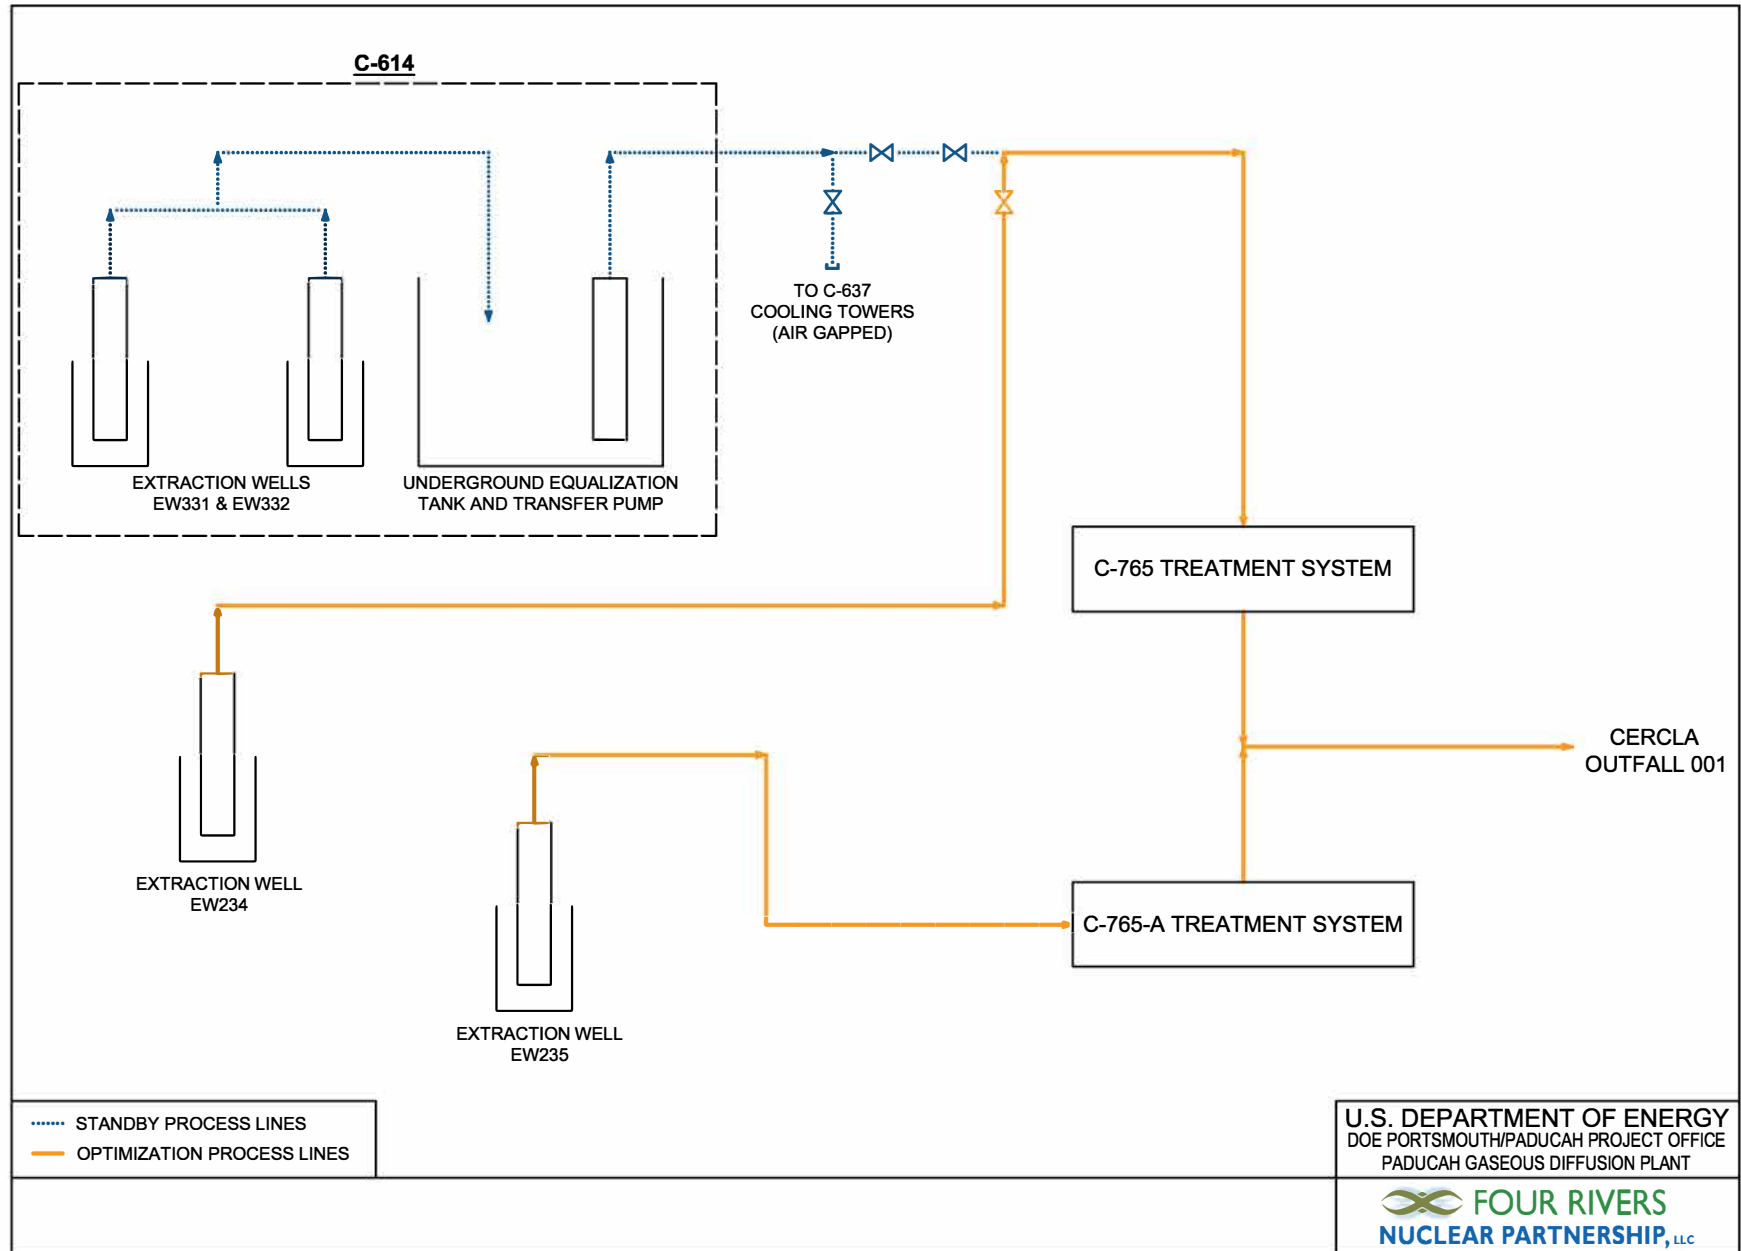 C-614
TO C-637
COOLING TOWERS
(AIR GAPPED)
EXTRACTION WELLS
EW331 & EW332
UNDERGROUND EQUALIZATION
TANK AND TRANSFER PUMP
C-765 TREATMENT SYSTEM
CERCLA
OUTFALL 001
EXTRACTION WELL
EW234
C-765-A TREATMENT SYSTEM
EXTRACTION WELL
EW235
STANDBY PROCESS LINES
OPTIMIZATION PROCESS LINES
U.S. DEPARTMENT OF ENERGY
DOE PORTSMOUTH/PADUCAH PROJECT OFFICE
PADUCAH GASEOUS DIFFUSION PLANT
FOUR RIVERS
NUCLEAR PARTNERSHIP, LLC